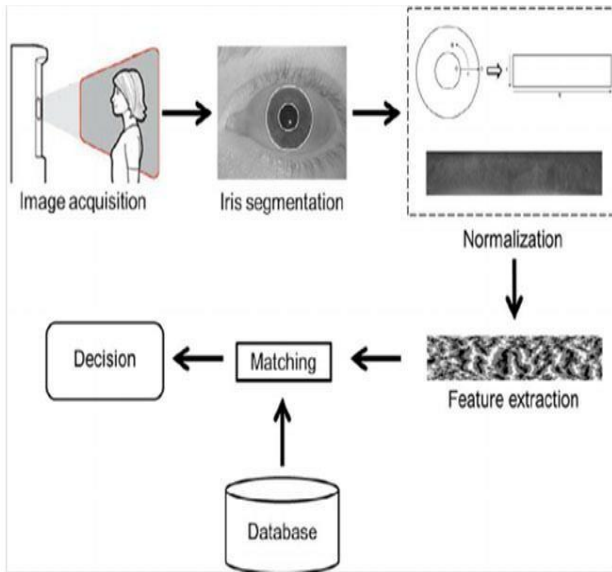 Image acquisition
Iris segmentation
Normalization
Feature extraction
Matching
Decision
Database